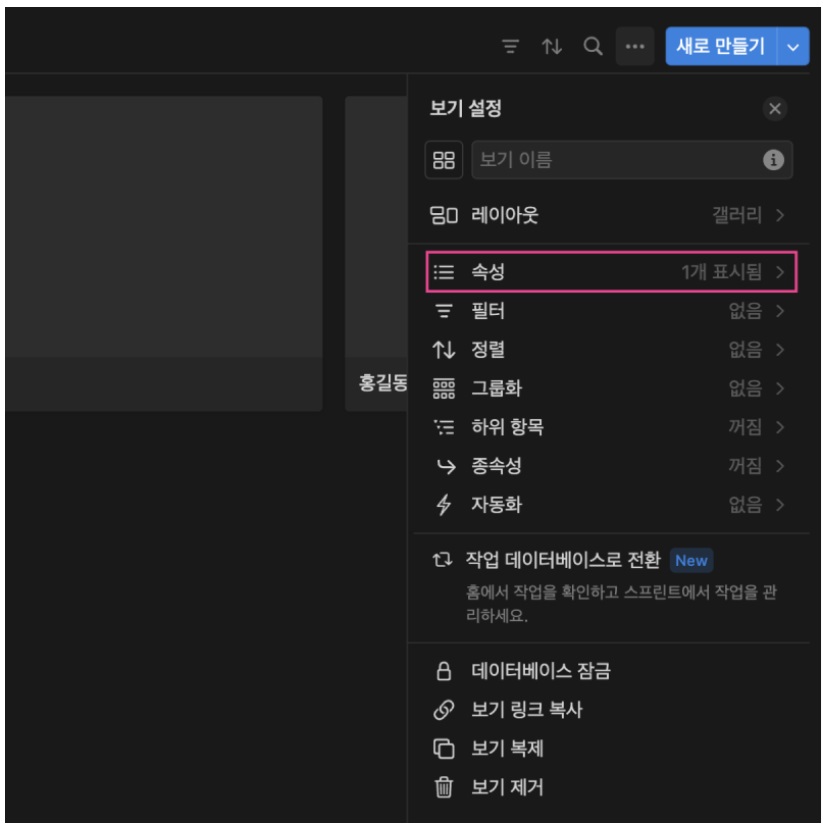 새로 만들기
보기 설정
보기 이름
레이아웃 갤러리
속성 1개 표시됨
필터 없음
정렬 없음
홍길동
그룹화 없음
하위 항목 꺼짐
종속성 꺼짐
자동화 없음
작업 데이터베이스로 전환 New
홈에서 작업을 확인하고 스프린트에서 작업을 관
리하세요.
데이터베이스 잠금
보기 링크 복사
보기 복제
보기 제거